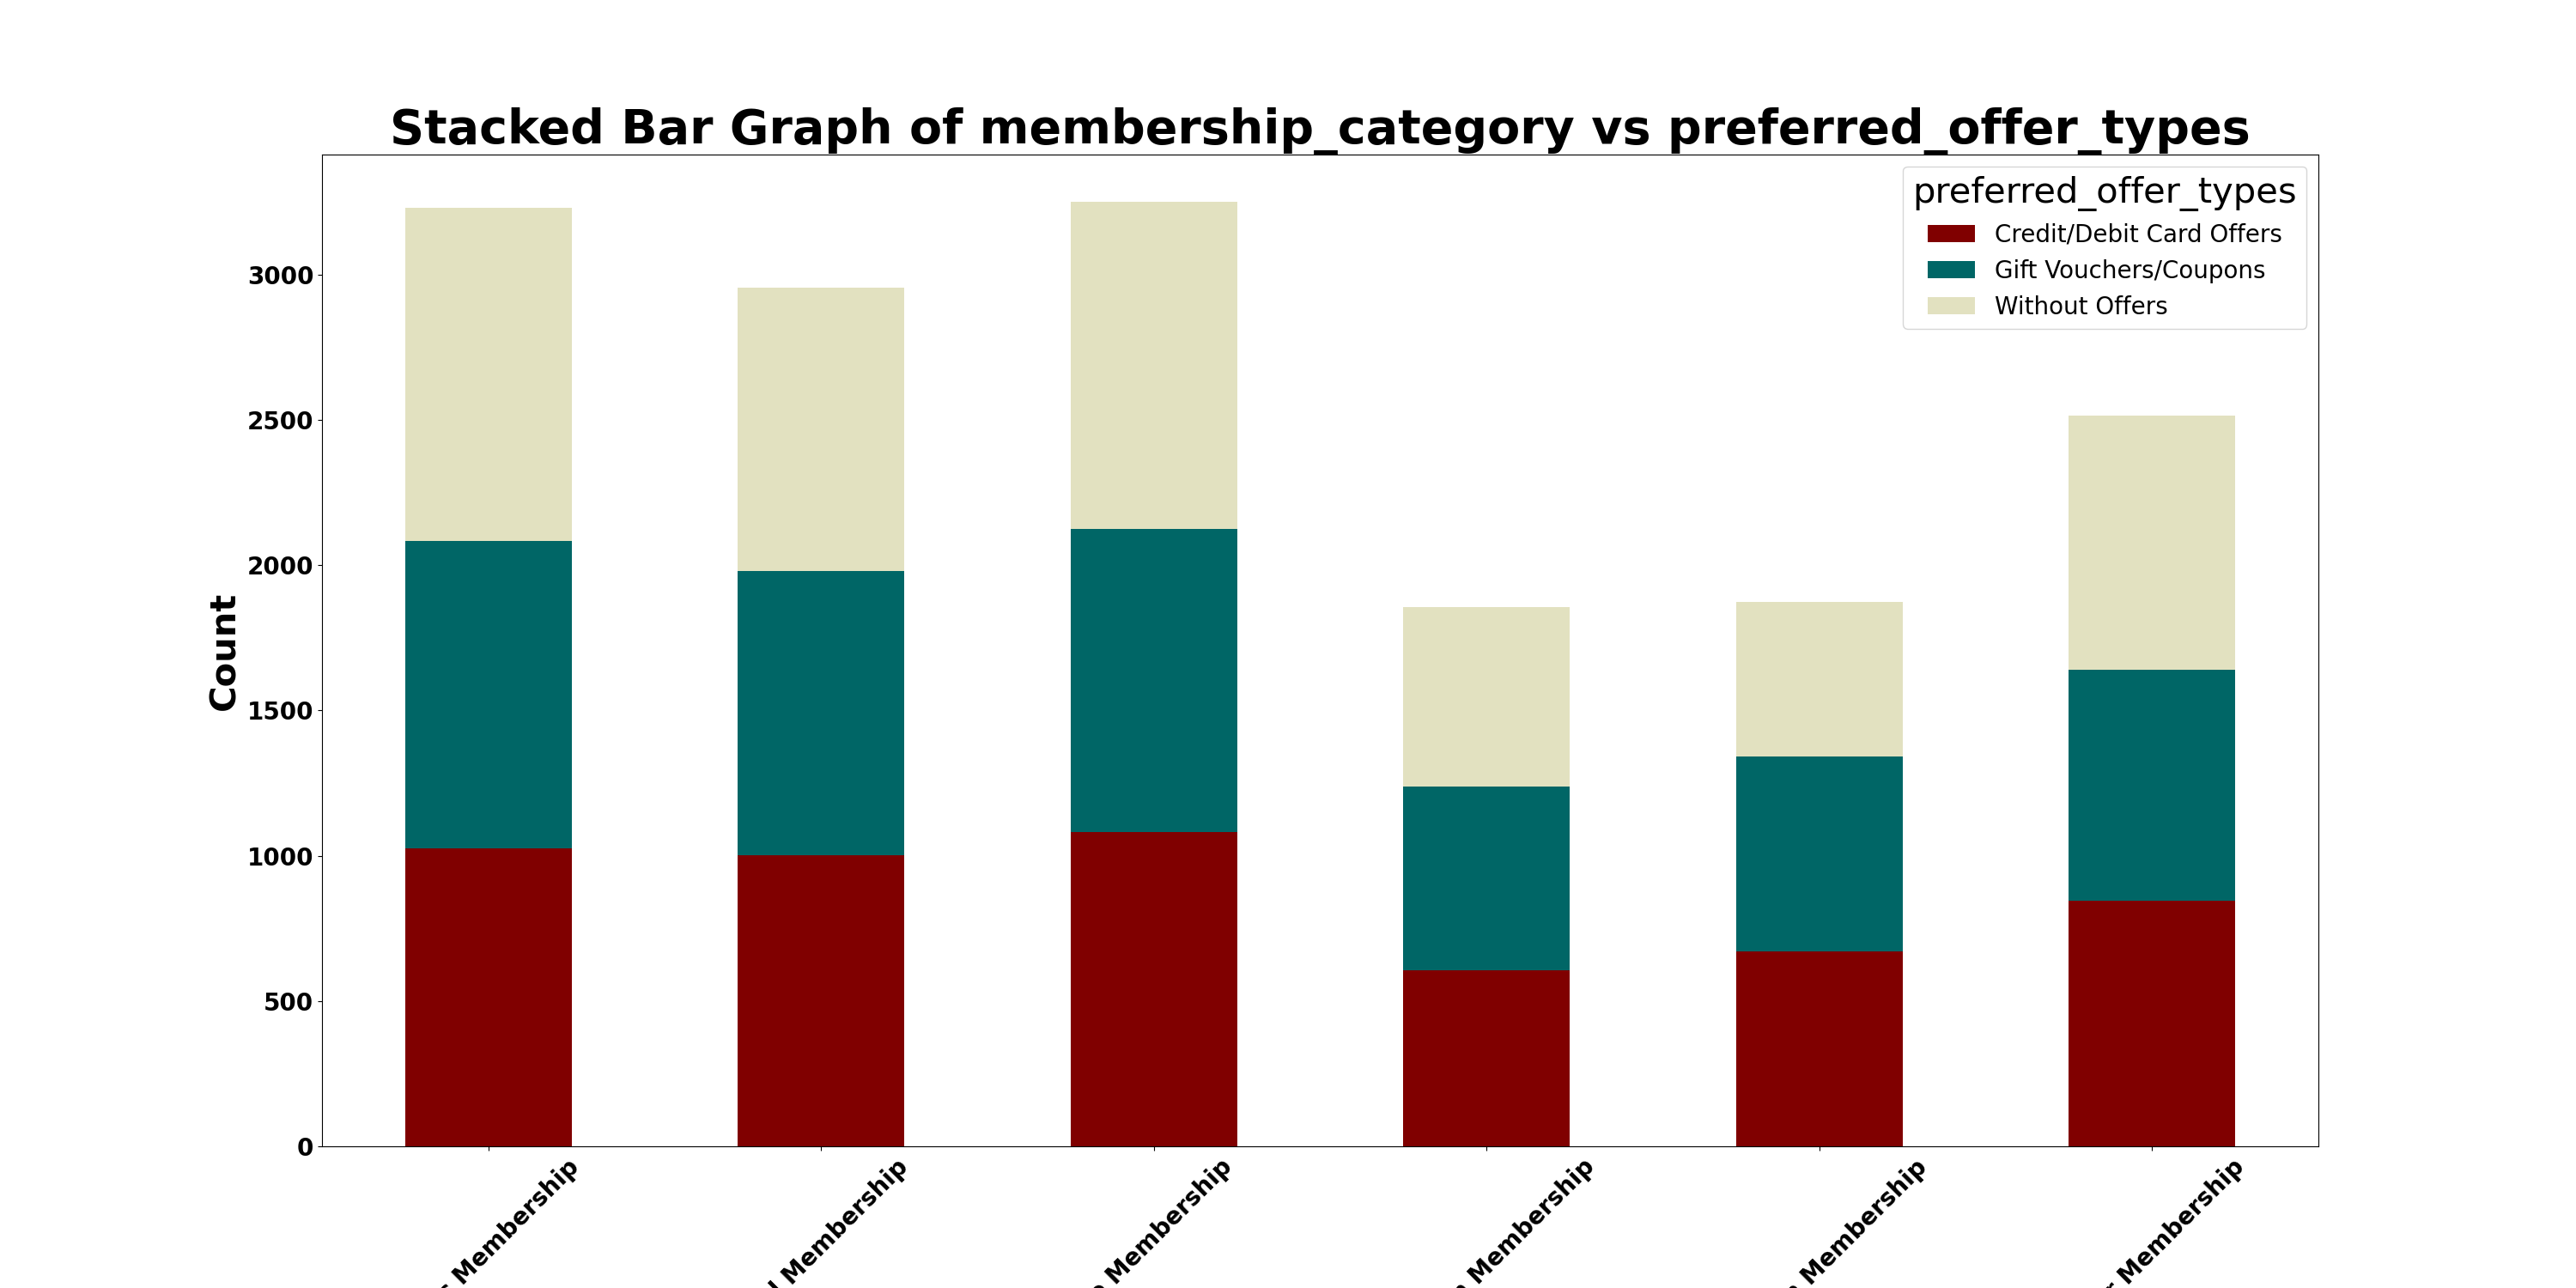 Stacked Bar Graph of membership_category vs preferred_offer_types
preferred_offer_types
Credit/Debit Card Offers
Gift Vouchers/Coupons
Without Offers
Count
3000
2500
2000
1500
1000
500
0
Membership
Membership
Membership
Membership
Membership
Membership